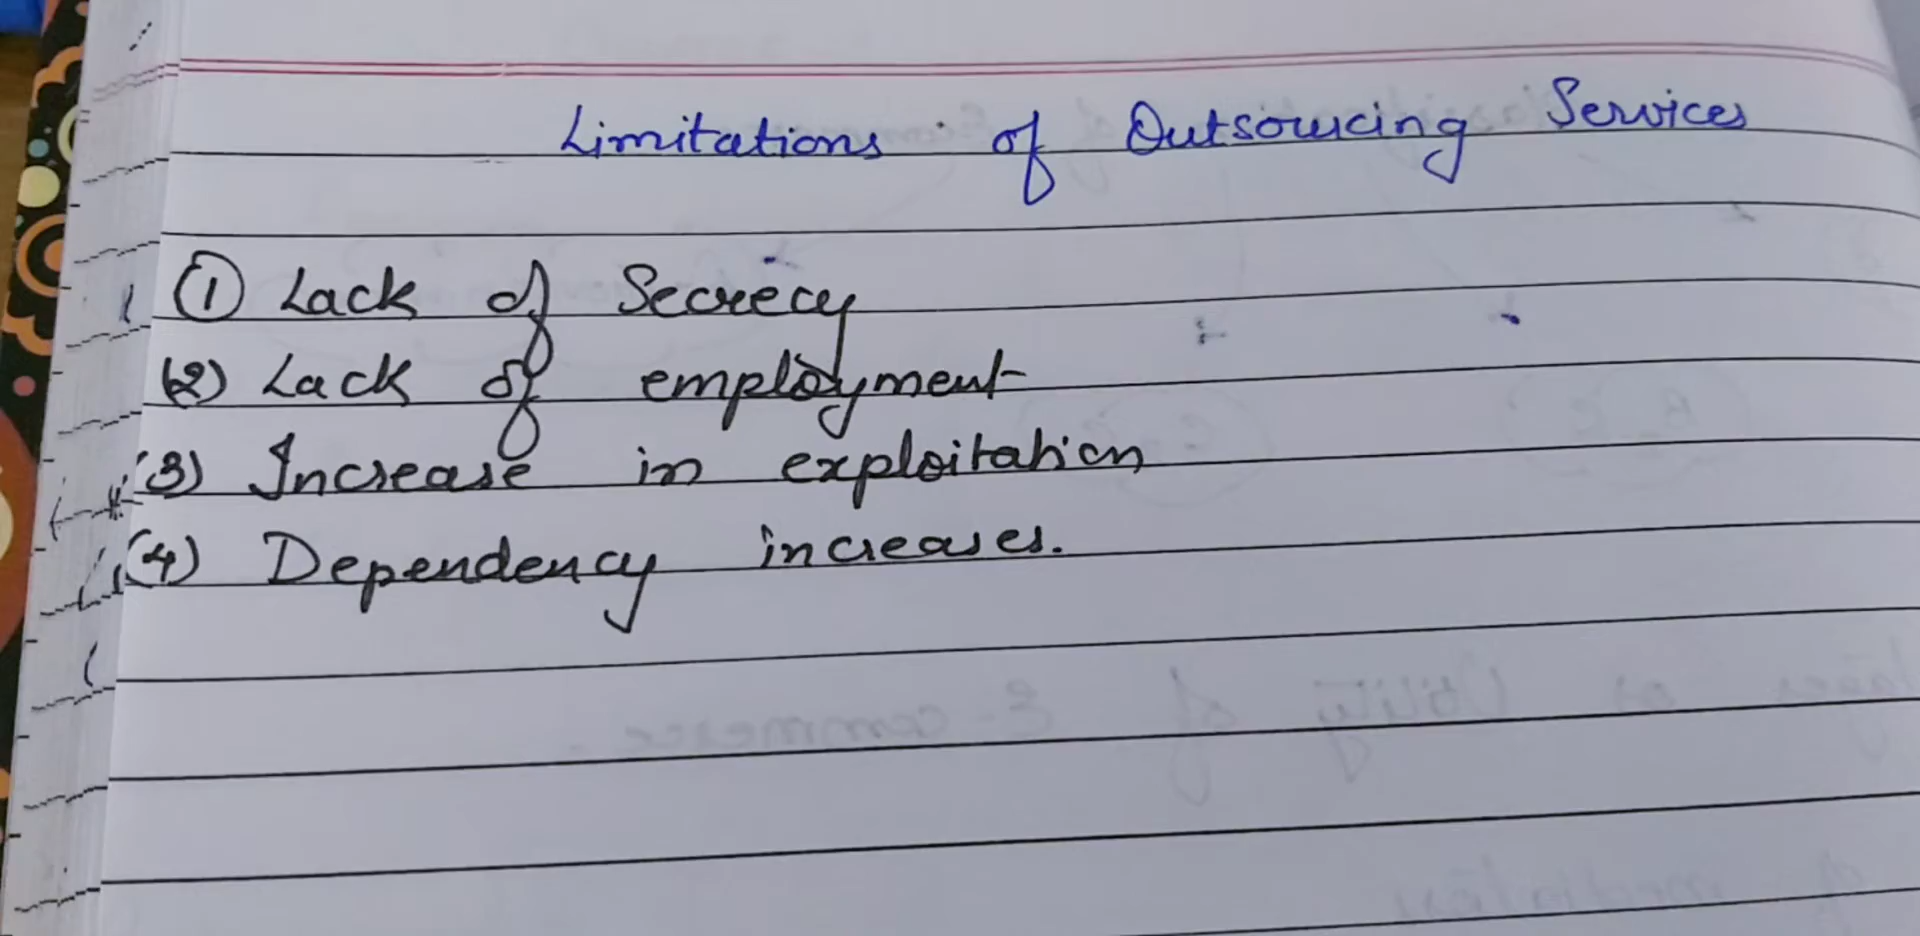 Limitations of Outsourcing Services
① Lack of Secrecy
(2) Lack of employment
(3) Increase in exploitation
(4) Dependency increases.